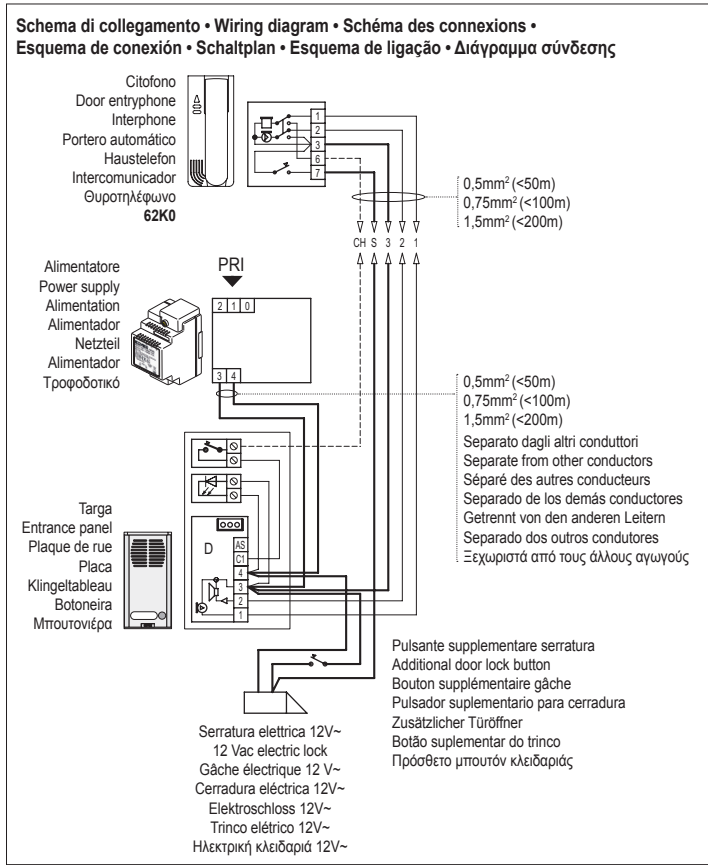 Schema di collegamento • Wiring diagram • Schéma des connexions •
Esquema de conexión • Schaltplan • Esquema de ligação • Διάγραμμα σύνδεσης
Citofono
Door entryphone
Interphone
Portero automático
Haustelefon
Intercomunicador
Θυροτηλέφωνο
62K0
1
2
3
6
7
0,5mm² (<50m)
0,75mm² (<100m)
1,5mm² (<200m)
CH S 3 2 1
Alimentatore
Power supply
Alimentation
Alimentador
Netzteil
Alimentador
Τροφοδοτικό
PRI
2 1 0
3 4
0,5mm² (<50m)
0,75mm² (<100m)
1,5mm² (<200m)
Separato dagli altri conduttori
Separate from other conductors
Séparé des autres conducteurs
Separado de los demás conductores
Getrennt von den anderen Leitern
Separado dos outros condutores
Ξεχωριστά από τους άλλους αγωγούς
Targa
Entrance panel
Plaque de rue
Placa
Klingeltableau
Botoneira
Μπουτονιέρα
D
AS
C1
4
3
2
1
Pulsante supplementare serratura
Additional door lock button
Bouton supplémentaire gâche
Pulsador suplementario para cerradura
Zusätzlicher Türöffner
Botão suplementar do trinco
Πρόσθετο μπουτόν κλειδαριάς
Serratura elettrica 12V~
12 Vac electric lock
Gâche électrique 12 V~
Cerradura eléctrica 12V~
Elektroschloss 12V~
Trinco elétrico 12V~
Ηλεκτρική κλειδαριά 12V~